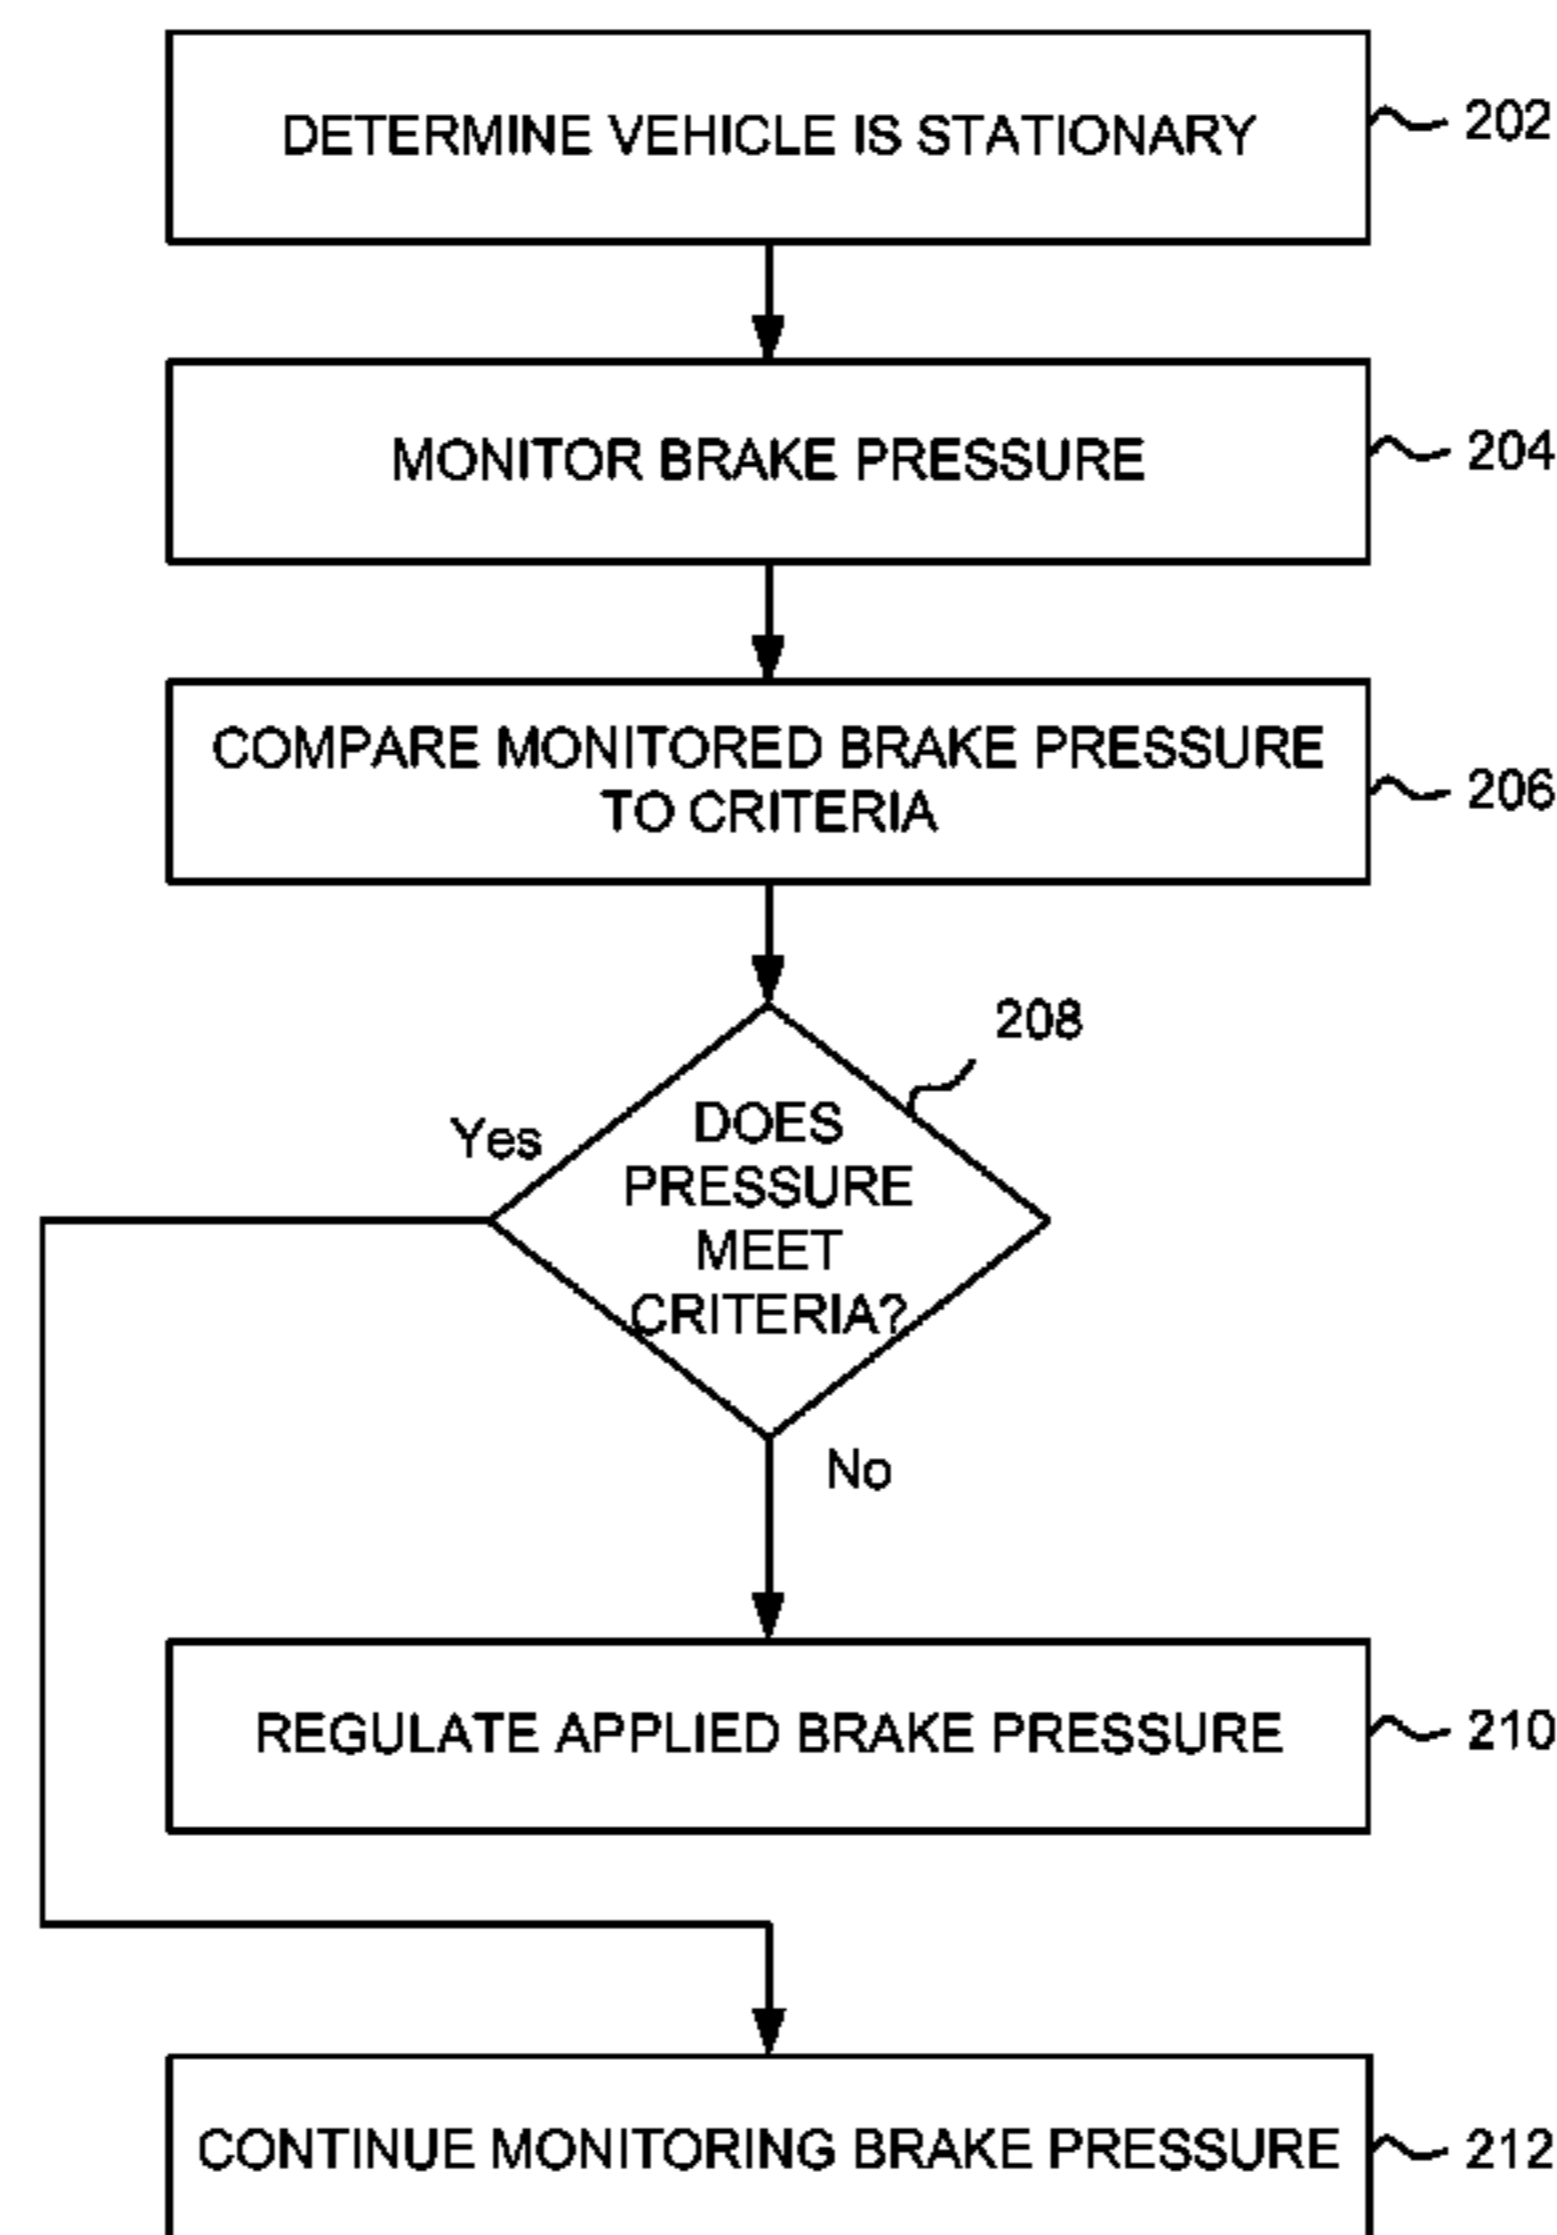 DETERMINE VEHICLE IS STATIONARY
202
MONITOR BRAKE PRESSURE
204
COMPARE MONITORED BRAKE PRESSURE
TO CRITERIA
206
208
Yes
DOES
PRESSURE
MEET
CRITERIA?
No
REGULATE APPLIED BRAKE PRESSURE
210
CONTINUE MONITORING BRAKE PRESSURE
212